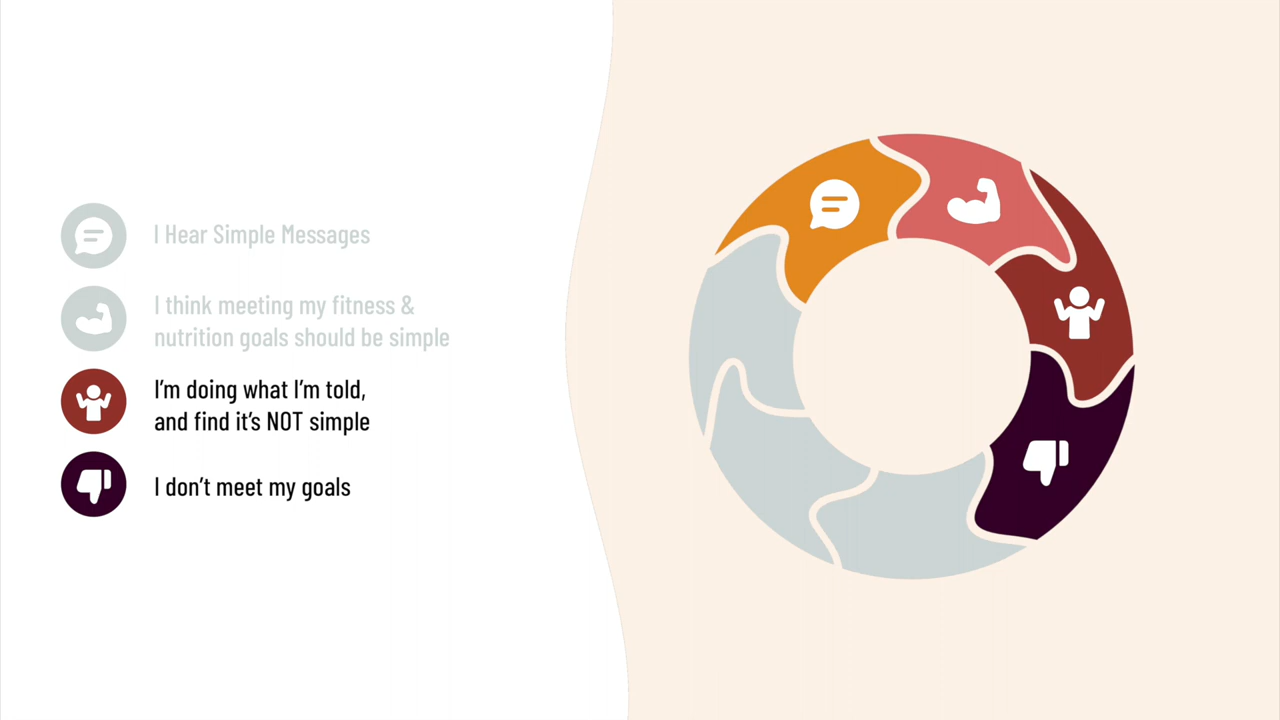 I Hear Simple Messages
I think meeting my fitness &
nutrition goals should be simple
I'm doing what I'm told,
and find it's NOT simple
I don't meet my goals